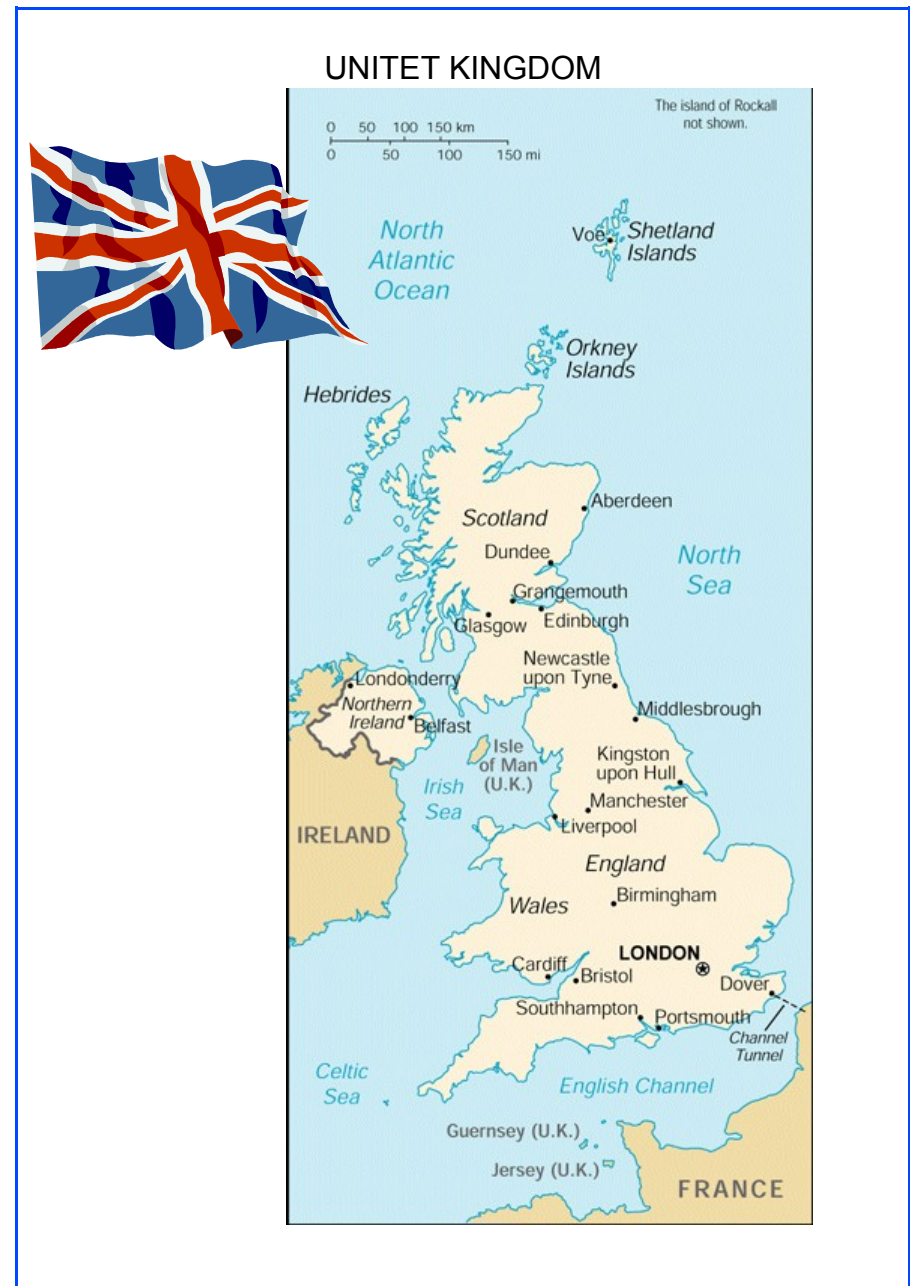 UNITET KINGDOM
The island of Rockall
not shown.
0 50 100 150 km
0 50 100 150 mi
North
Atlantic
Ocean
Voe
Shetland
Islands
Orkney
Islands
Hebrides
Aberdeen
Scotland
Dundee
North
Sea
Grangemouth
Glasgow
Edinburgh
Newcastle
upon Tyne
Londonderry
Northern
Ireland
Belfast
Middlesbrough
Isle
of Man
(U.K.)
Kingston
upon Hull
Irish
Sea
Manchester
Liverpool
IRELAND
England
Birmingham
Wales
LONDON
Cardiff
Bristol
Dover
Southhampton
Portsmouth
Channel
Tunnel
Celtic
Sea
English Channel
Guernsey (U.K.)
Jersey (U.K.)
FRANCE